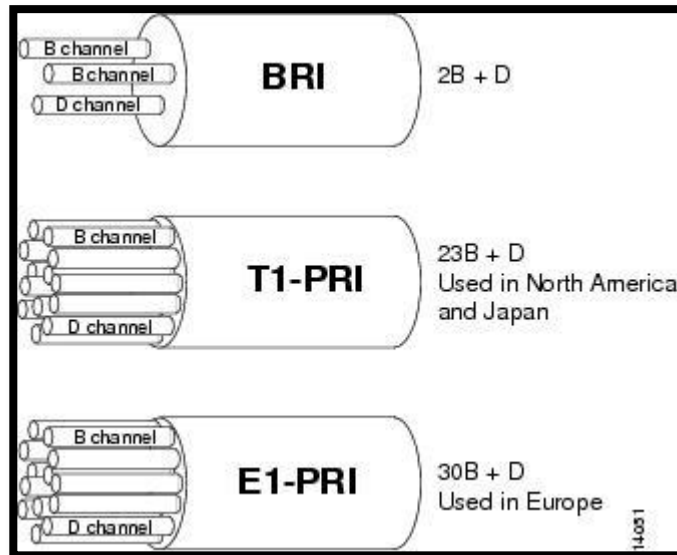 B channel
B channel
D channel
BRI
2B + D
B channel
D channel
T1-PRI
23B + D
Used in North America
and Japan
B channel
D channel
E1-PRI
30B + D
Used in Europe
14051